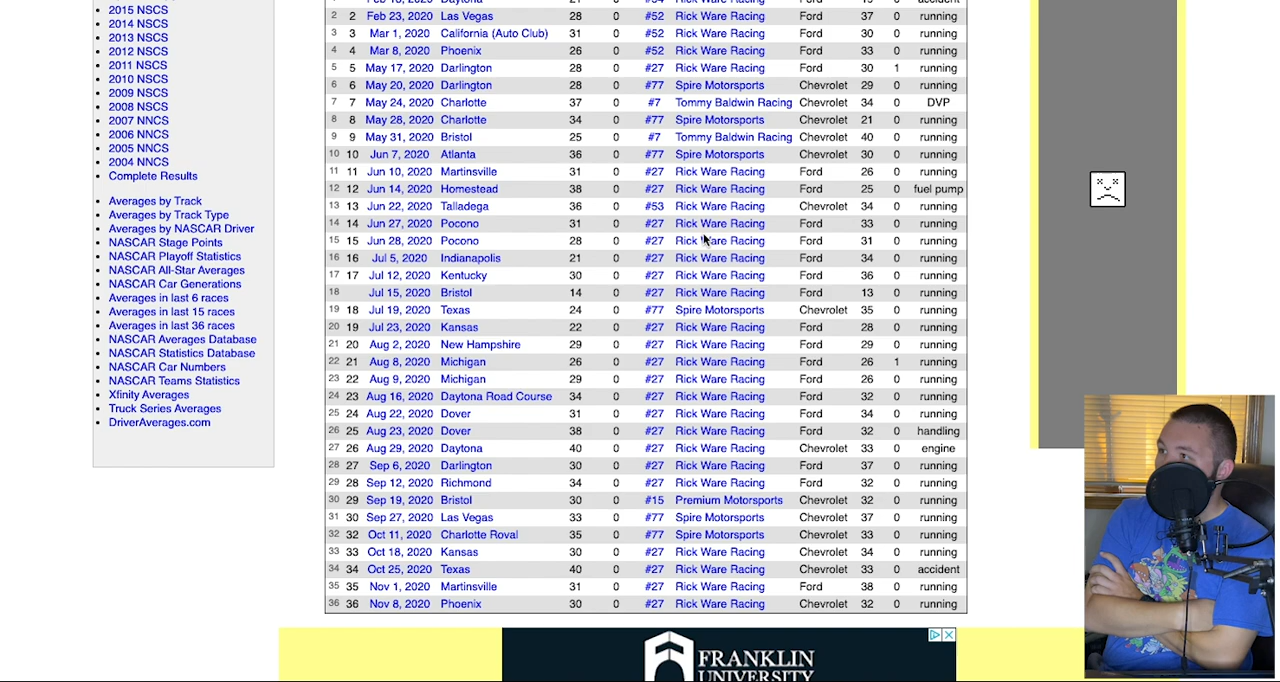 2015 NSCS
2014 NSCS
2013 NSCS
2012 NSCS
2011 NSCS
2010 NSCS
2009 NSCS
2008 NSCS
2007 NSCS
2006 NNCS
2005 NNCS
2004 NNCS
Complete Results
Averages by Track
Averages by Track Type
Averages by NASCAR Driver
NASCAR Stage Points
NASCAR Playoff Statistics
NASCAR All-Star Averages
NASCAR Car Generations
Averages in last 6 races
Averages in last 15 races
Averages in last 36 races
NASCAR Averages Database
NASCAR Statistics Database
NASCAR Car Numbers
NASCAR Teams Statistics
Xfinity Averages
Truck Series Averages
DriverAverages.com
2 2 Feb 23, 2020 Las Vegas 28 0 #52 Rick Ware Racing Ford 37 0 running
3 3 Mar 1, 2020 California (Auto Club) 31 0 #52 Rick Ware Racing Ford 30 0 running
4 4 Mar 8, 2020 Phoenix 26 0 #52 Rick Ware Racing Ford 33 0 running
5 5 May 17, 2020 Darlington 28 0 #27 Rick Ware Racing Ford 30 1 running
6 6 May 20, 2020 Darlington 28 0 #77 Spire Motorsports Chevrolet 29 0 running
7 7 May 24, 2020 Charlotte 37 0 #7 Tommy Baldwin Racing Chevrolet 34 0 DVP
8 8 May 28, 2020 Charlotte 34 0 #77 Spire Motorsports Chevrolet 21 0 running
9 9 May 31, 2020 Bristol 25 0 #7 Tommy Baldwin Racing Chevrolet 40 0 running
10 10 Jun 7, 2020 Atlanta 36 0 #77 Spire Motorsports Chevrolet 30 0 running
11 11 Jun 10, 2020 Martinsville 31 0 #27 Rick Ware Racing Ford 26 0 running
12 12 Jun 14, 2020 Homestead 38 0 #27 Rick Ware Racing Ford 25 0 fuel pump
13 13 Jun 22, 2020 Talladega 36 0 #53 Rick Ware Racing Chevrolet 34 0 running
14 14 Jun 27, 2020 Pocono 31 0 #27 Rick Ware Racing Ford 33 0 running
15 15 Jun 28, 2020 Pocono 28 0 #27 Rick Ware Racing Ford 31 0 running
16 16 Jul 5, 2020 Indianapolis 21 0 #27 Rick Ware Racing Ford 34 0 running
17 17 Jul 12, 2020 Kentucky 30 0 #27 Rick Ware Racing Ford 36 0 running
18 Jul 15, 2020 Bristol 14 0 #27 Rick Ware Racing Ford 13 0 running
19 18 Jul 19, 2020 Texas 24 0 #77 Spire Motorsports Chevrolet 35 0 running
20 19 Jul 23, 2020 Kansas 22 0 #27 Rick Ware Racing Ford 28 0 running
21 20 Aug 2, 2020 New Hampshire 29 0 #27 Rick Ware Racing Ford 29 0 running
22 21 Aug 8, 2020 Michigan 26 0 #27 Rick Ware Racing Ford 26 1 running
23 22 Aug 9, 2020 Michigan 29 0 #27 Rick Ware Racing Ford 26 0 running
24 23 Aug 16, 2020 Daytona Road Course 34 0 #27 Rick Ware Racing Ford 32 0 running
25 24 Aug 22, 2020 Dover 31 0 #27 Rick Ware Racing Ford 34 0 running
26 25 Aug 23, 2020 Dover 38 0 #27 Rick Ware Racing Ford 32 0 handling
27 26 Aug 29, 2020 Daytona 40 0 #27 Rick Ware Racing Chevrolet 33 0 engine
28 27 Sep 6, 2020 Darlington 30 0 #27 Rick Ware Racing Ford 37 0 running
29 28 Sep 12, 2020 Richmond 34 0 #27 Rick Ware Racing Ford 32 0 running
30 29 Sep 19, 2020 Bristol 30 0 #15 Premium Motorsports Chevrolet 32 0 running
31 30 Sep 27, 2020 Las Vegas 33 0 #77 Spire Motorsports Chevrolet 37 0 running
32 32 Oct 11, 2020 Charlotte Roval 35 0 #77 Spire Motorsports Chevrolet 33 0 running
33 33 Oct 18, 2020 Kansas 30 0 #27 Rick Ware Racing Chevrolet 34 0 running
34 34 Oct 25, 2020 Texas 40 0 #27 Rick Ware Racing Chevrolet 33 0 accident
35 35 Nov 1, 2020 Martinsville 31 0 #27 Rick Ware Racing Ford 38 0 running
36 36 Nov 8, 2020 Phoenix 30 0 #27 Rick Ware Racing Chevrolet 32 0 running
FRANKLIN
UNIVERSITY